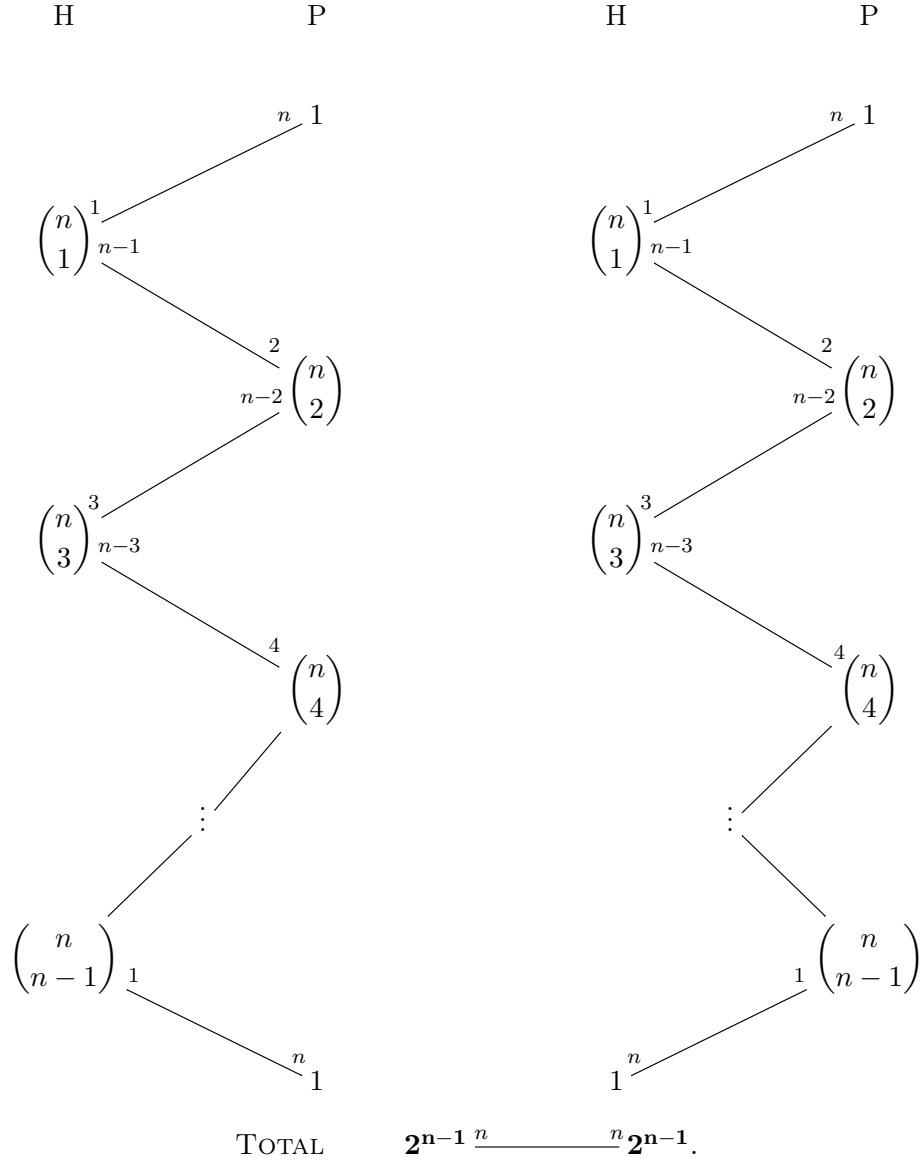 H P H P
n 1 n 1
(n 1) 1 n−1 (n 1) 1 n−1
2 (n 2) n−2 2 (n 2) n−2
(n 3) 3 n−3 (n 3) 3 n−3
4 (n 4) 4 (n 4)
⋮ ⋮
(n n − 1) 1 1 (n n − 1)
n 1 1 n
TOTAL 2^{n−1} n n 2^{n−1}.